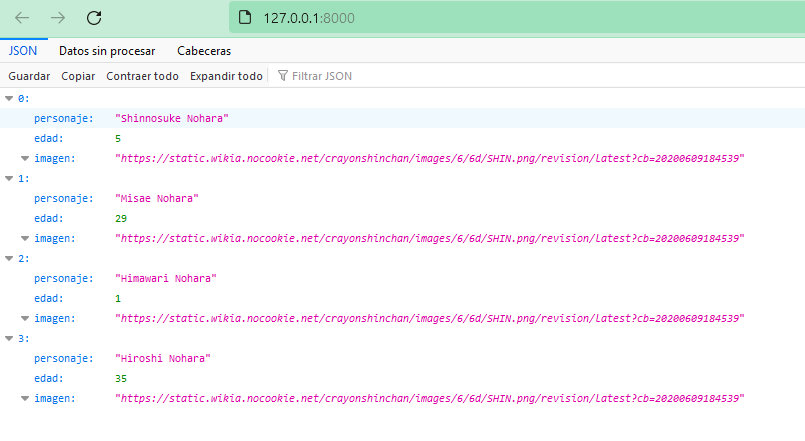 127.0.0.1:8000
JSON Datos sin procesar Cabeceras
Guardar Copiar Contraer todo Expandir todo Filtrar JSON
0:
personaje: "Shinnosuke Nohara"
edad: 5
imagen: "https://static.wikia.nocookie.net/crayonshinchan/images/6/6d/SHIN.png/revision/latest?cb=20200609184539"
1:
personaje: "Misae Nohara"
edad: 29
imagen: "https://static.wikia.nocookie.net/crayonshinchan/images/6/6d/SHIN.png/revision/latest?cb=20200609184539"
2:
personaje: "Himawari Nohara"
edad: 1
imagen: "https://static.wikia.nocookie.net/crayonshinchan/images/6/6d/SHIN.png/revision/latest?cb=20200609184539"
3:
personaje: "Hiroshi Nohara"
edad: 35
imagen: "https://static.wikia.nocookie.net/crayonshinchan/images/6/6d/SHIN.png/revision/latest?cb=20200609184539"